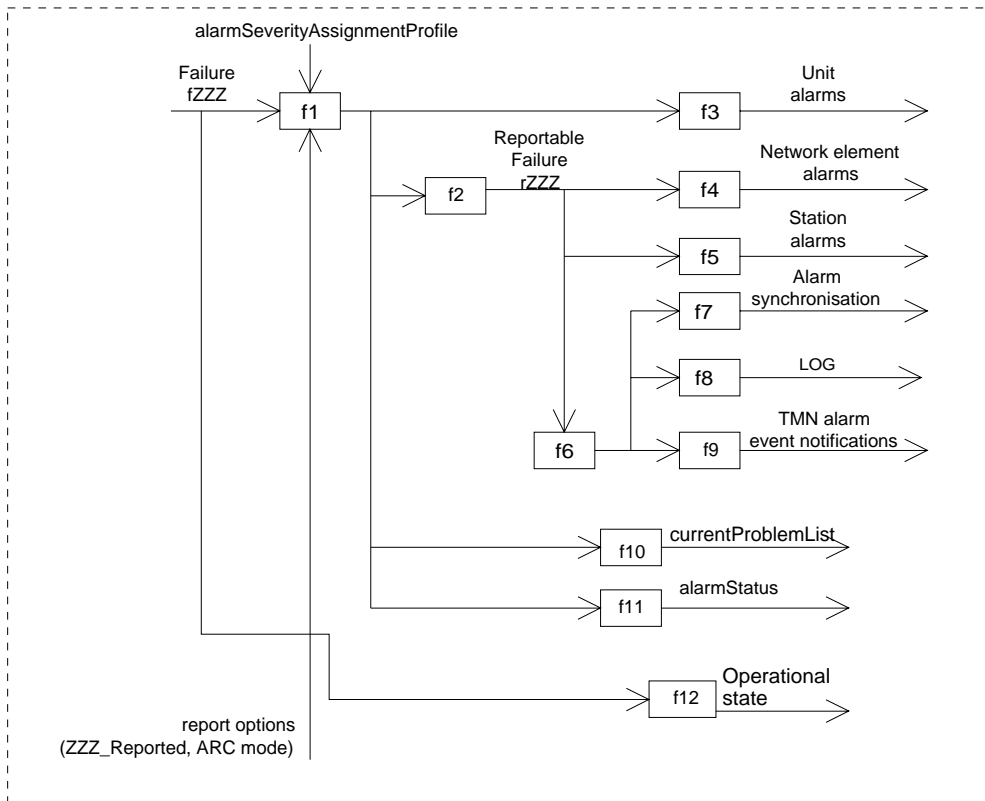 alarmSeverityAssignmentProfile
Failure
fZZZ
f1
Unit
alarms
f3
Reportable
Failure
rZZZ
f2
Network element
alarms
f4
Station
alarms
f5
Alarm
synchronisation
f7
LOG
f8
TMN alarm
event notifications
f6
f9
currentProblemList
f10
alarmStatus
f11
Operational
state
f12
report options
(ZZZ_Reported, ARC mode)